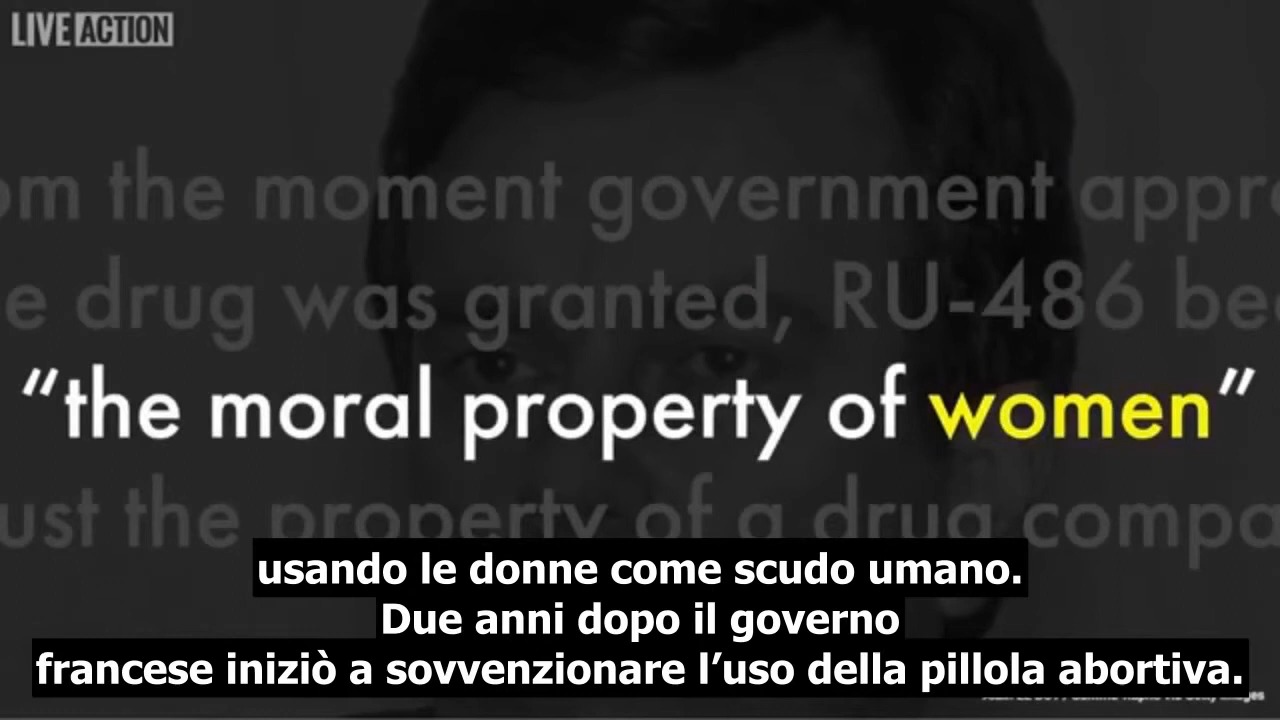 LIVE ACTION
om the moment government appr
e drug was granted, RU-486 be
“the moral property of women”
ust the property of a drug compa
usando le donne come scudo umano.
Due anni dopo il governo
francese iniziò a sovvenzionare l’uso della pillola abortiva.